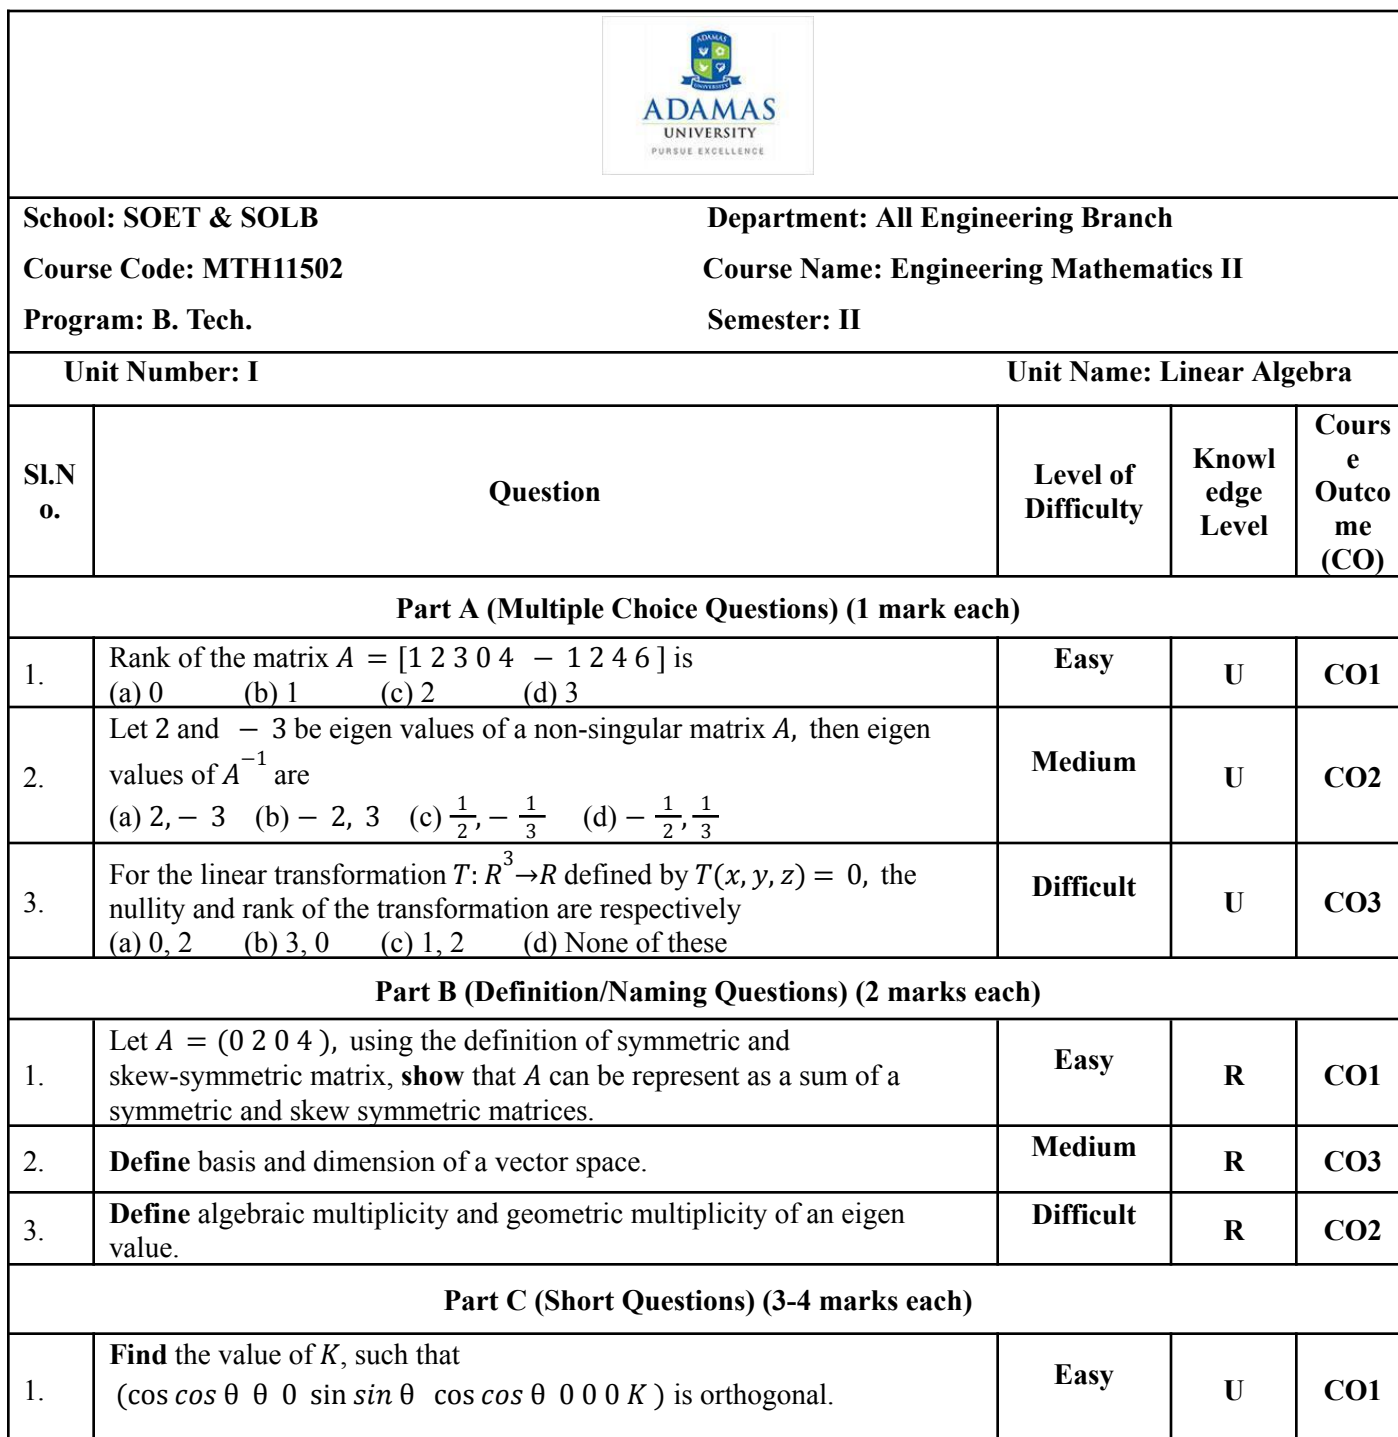 ADAMAS
UNIVERSITY
ADAMAS
UNIVERSITY
PURSUE EXCELLENCE
School: SOET & SOLB Department: All Engineering Branch
Course Code: MTH11502 Course Name: Engineering Mathematics II
Program: B. Tech. Semester: II
Unit Number: I Unit Name: Linear Algebra
Sl.N
o.
Question
Level of
Difficulty
Knowl
edge
Level
Cours
e
Outco
me
(CO)
Part A (Multiple Choice Questions) (1 mark each)
1.
Rank of the matrix A = [1 2 3 0 4 − 1 2 4 6 ] is
(a) 0 (b) 1 (c) 2 (d) 3
Easy
U
CO1
2.
Let 2 and − 3 be eigen values of a non-singular matrix A, then eigen
values of A⁻¹ are
(a) 2, − 3 (b) − 2, 3 (c) 1/2, − 1/3 (d) − 1/2, 1/3
Medium
U
CO2
3.
For the linear transformation T: R³→R defined by T(x, y, z) = 0, the
nullity and rank of the transformation are respectively
(a) 0, 2 (b) 3, 0 (c) 1, 2 (d) None of these
Difficult
U
CO3
Part B (Definition/Naming Questions) (2 marks each)
1.
Let A = (0 2 0 4 ), using the definition of symmetric and
skew-symmetric matrix, show that A can be represent as a sum of a
symmetric and skew symmetric matrices.
Easy
R
CO1
2.
Define basis and dimension of a vector space.
Medium
R
CO3
3.
Define algebraic multiplicity and geometric multiplicity of an eigen
value.
Difficult
R
CO2
Part C (Short Questions) (3-4 marks each)
1.
Find the value of K, such that
(cos cos θ θ 0 sin sin θ cos cos θ 0 0 0 K ) is orthogonal.
Easy
U
CO1